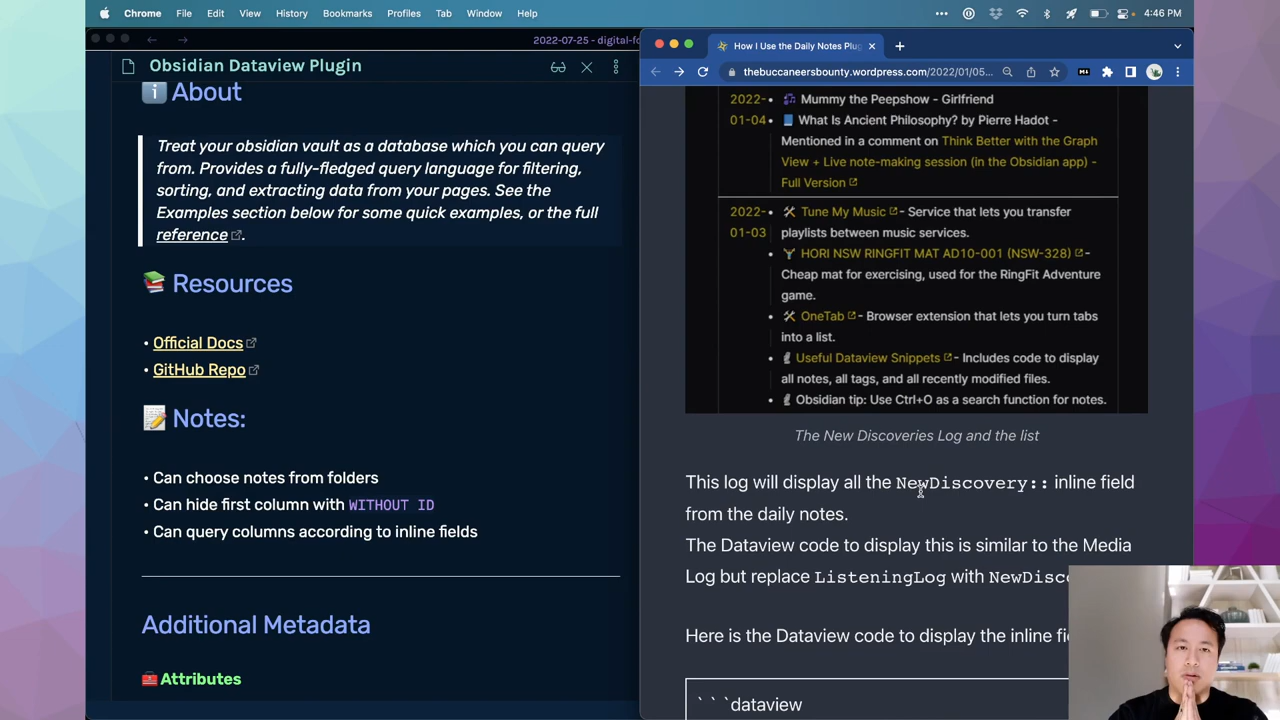 Chrome File Edit View History Bookmarks Profiles Tab Window Help 4:46 PM
2022-07-25 - digital-fo
Obsidian Dataview Plugin
About
Treat your obsidian vault as a database which you can query
from. Provides a fully-fledged query language for filtering,
sorting, and extracting data from your pages. See the
Examples section below for some quick examples, or the full
reference.
Resources
• Official Docs
• GitHub Repo
Notes:
• Can choose notes from folders
• Can hide first column with WITHOUT ID
• Can query columns according to inline fields
Additional Metadata
Attributes
How I Use the Daily Notes Plug
thebuccaneersbounty.wordpress.com/2022/01/05...
2022- • Mummy the Peepshow - Girlfriend
01-04 • What Is Ancient Philosophy? by Pierre Hadot -
Mentioned in a comment on Think Better with the Graph
View + Live note-making session (in the Obsidian app) -
Full Version
2022- • Tune My Music - Service that lets you transfer
01-03 playlists between music services.
• HORI NSW RINGFIT MAT AD10-001 (NSW-328) -
Cheap mat for exercising, used for the RingFit Adventure
game.
• OneTab - Browser extension that lets you turn tabs
into a list.
• Useful Dataview Snippets - Includes code to display
all notes, all tags, and all recently modified files.
• Obsidian tip: Use Ctrl+O as a search function for notes.
The New Discoveries Log and the list
This log will display all the NewDiscovery:: inline field
from the daily notes.
The Dataview code to display this is similar to the Media
Log but replace ListeningLog with NewDisco
Here is the Dataview code to display the inline fi
```dataview